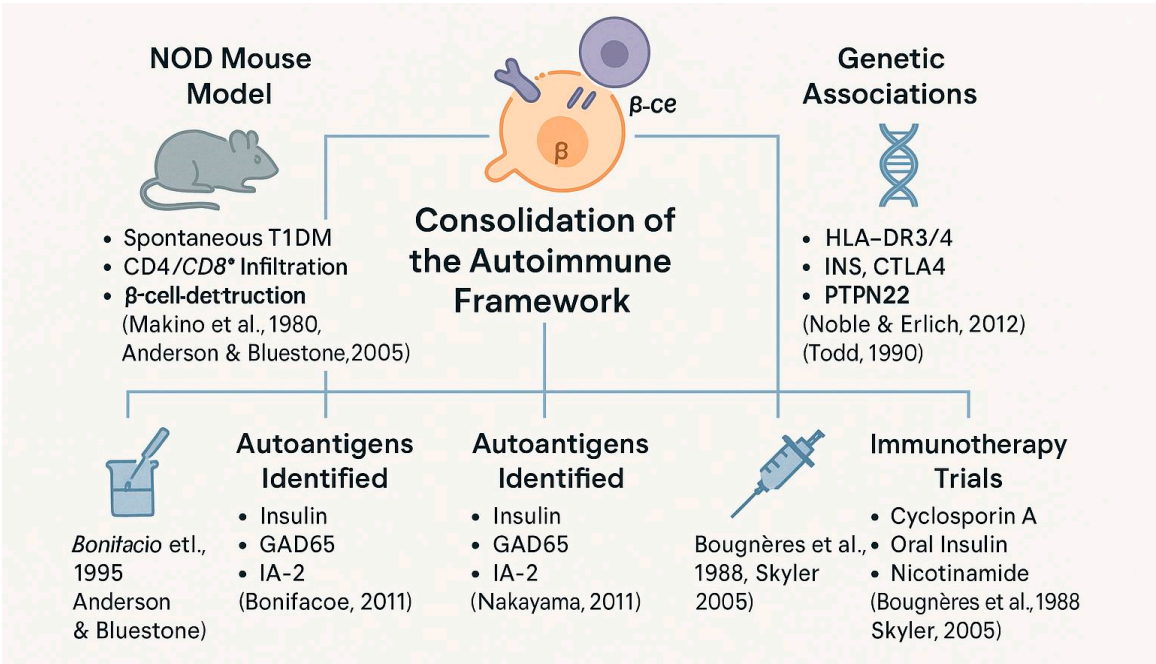 NOD Mouse
Model
• Spontaneous T1DM
• CD4/CD8• Infiltration
• β-cell-dettruction
(Makino et al., 1980,
Anderson & Bluestone, 2005)
β-ce
β
Consolidation of
the Autoimmune
Framework
Genetic
Associations
• HLA–DR3/4
• INS, CTLA4
• PTPN22
(Noble & Erlich, 2012)
(Todd, 1990)
Bonitacio etl.,
1995
Anderson
& Bluestone)
Autoantigens
Identified
• Insulin
• GAD65
• IA-2
(Bonifacoe, 2011)
Autoantigens
Identified
• Insulin
• GAD65
• IA-2
(Nakayama, 2011)
Bougnères et al.,
1988, Skyler
2005)
Immunotherapy
Trials
• Cyclosporin A
• Oral Insulin
• Nicotinamide
(Bougnères et al., 1988
Skyler, 2005)